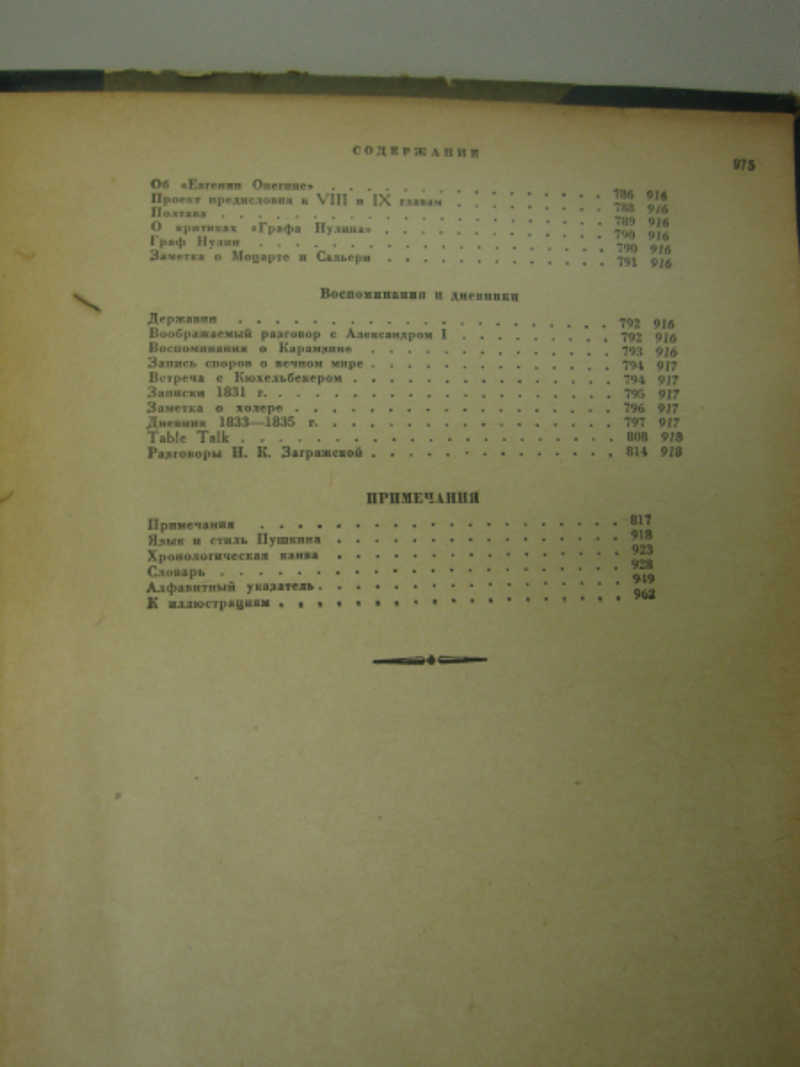 СОДЕРЖАНИЕ
975
Об «Евгении Онегине» . . . . . . . . . . . . . . . 786 916
Проект предисловия к VIII и IX главам . . . . . . . . 788 916
Полтава . . . . . . . . . . . . . . . . . . . . 789 916
О критиках «Графа Нулина» . . . . . . . . . . . . 790 916
Граф Нулин . . . . . . . . . . . . . . . . . . . 790 916
Заметка о Моцарте и Сальери . . . . . . . . . . . . 791 916
Воспоминания и дневники
Державин . . . . . . . . . . . . . . . . . . . 792 916
Воображаемый разговор с Александром I . . . . . . . . 792 916
Воспоминания о Карамзине . . . . . . . . . . . . . 793 916
Запись споров о вечном мире . . . . . . . . . . . . . 794 917
Встреча с Кюхельбекером . . . . . . . . . . . . . . 794 917
Записки 1831 г. . . . . . . . . . . . . . . . . . . 795 917
Заметка о холере . . . . . . . . . . . . . . . . . 796 917
Дневник 1833—1835 г. . . . . . . . . . . . . . . . 797 917
Table Talk . . . . . . . . . . . . . . . . . . . . 808 918
Разговоры Н. К. Загряжской . . . . . . . . . . . . . 814 918
ПРИМЕЧАНИЯ
Примечания . . . . . . . . . . . . . . . . . . . 817
Язык и стиль Пушкина . . . . . . . . . . . . . . . 918
Хронологическая канва . . . . . . . . . . . . . . . 923
Словарь . . . . . . . . . . . . . . . . . . . . . 928
Алфавитный указатель . . . . . . . . . . . . . . . . 949
К иллюстрациям . . . . . . . . . . . . . . . . . . 962